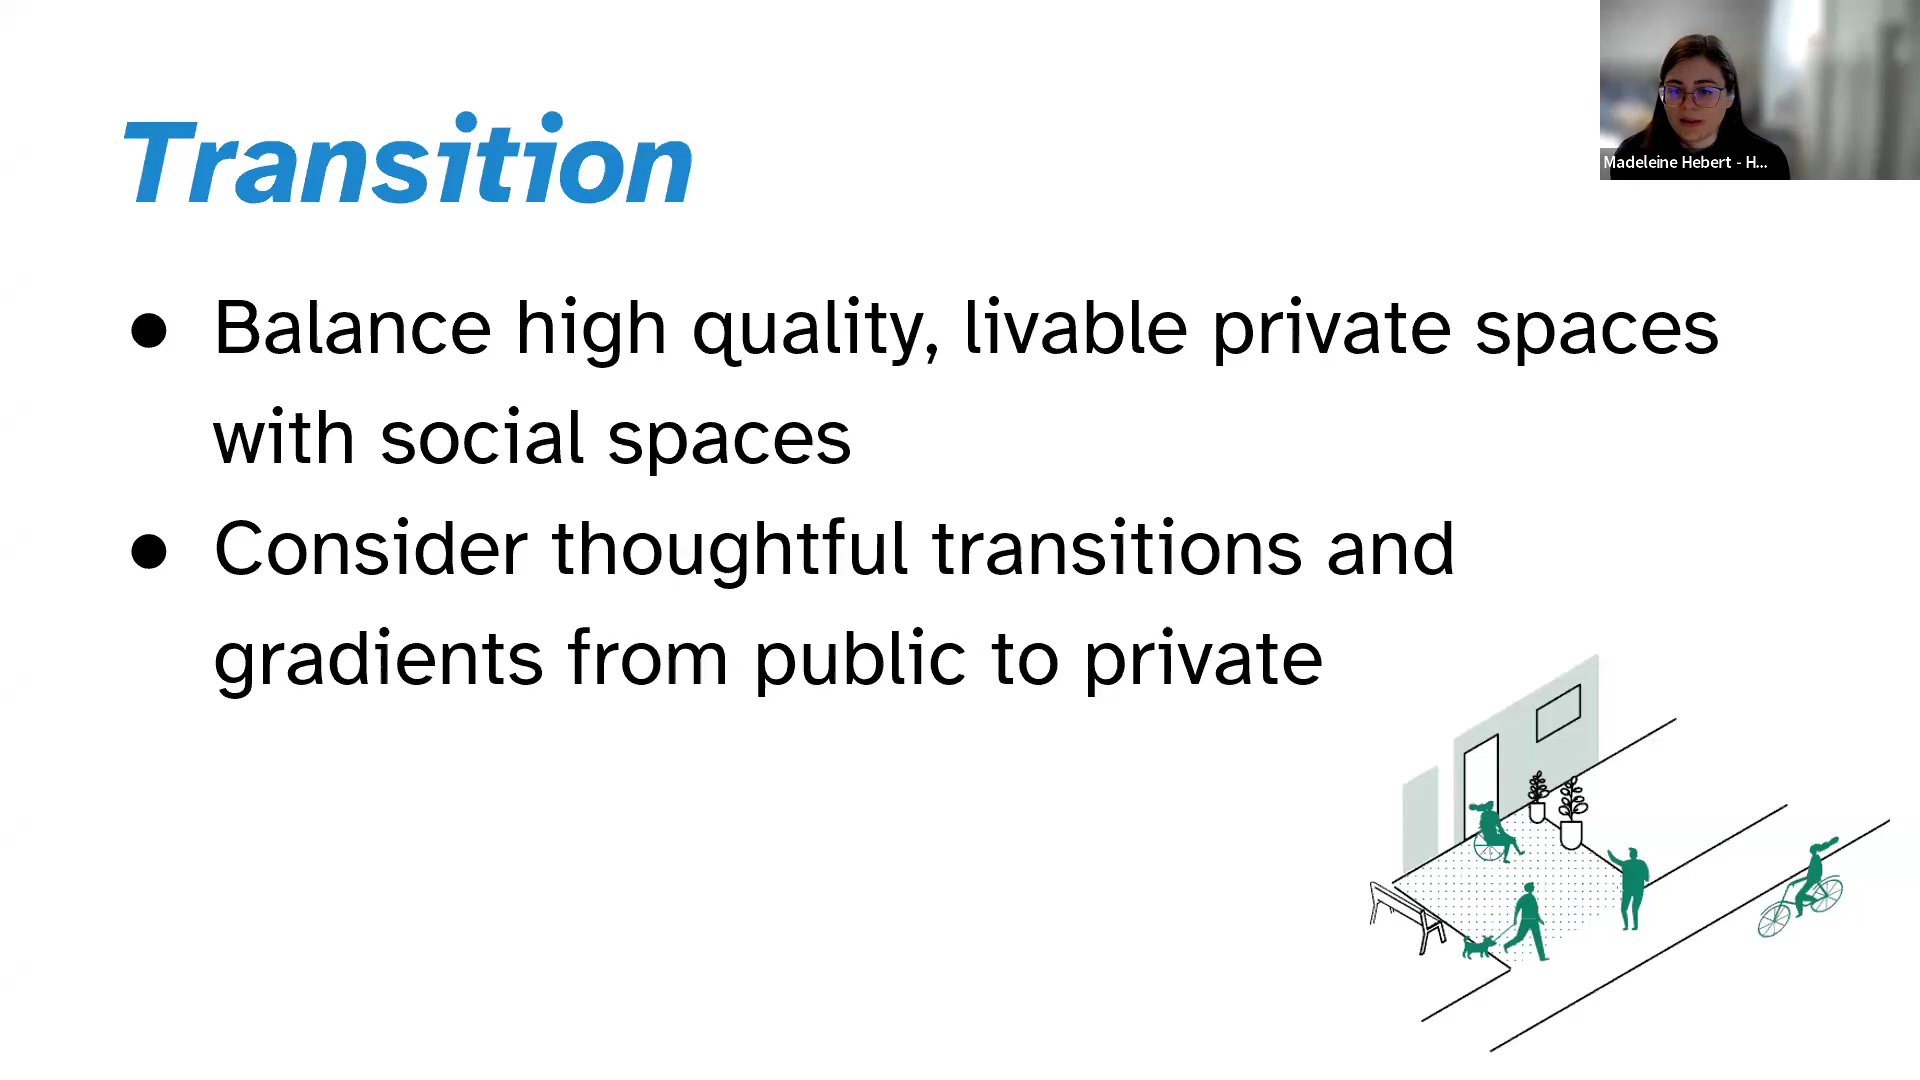 Transition
Madeleine Hebert - H...
● Balance high quality, livable private spaces
with social spaces
● Consider thoughtful transitions and
gradients from public to private